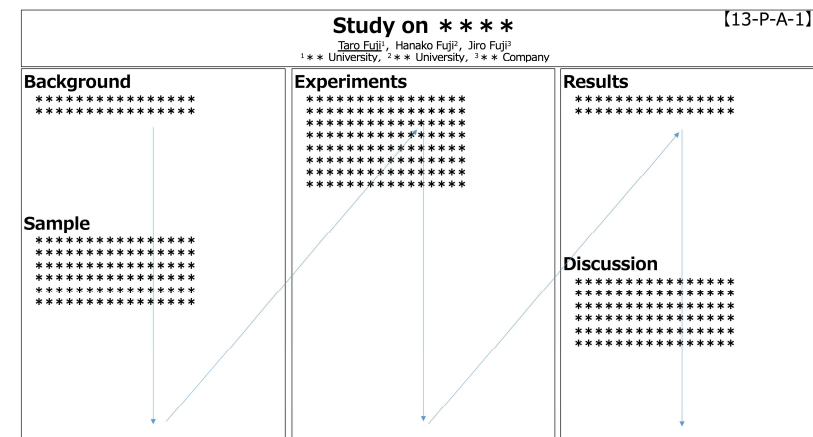 Study on ＊＊＊＊
【13-P-A-1】
Taro Fuji¹, Hanako Fuji², Jiro Fuji³
¹＊＊ University, ²＊＊ University, ³＊＊ Company
Background
＊＊＊＊＊＊＊＊＊＊＊＊＊＊＊＊
＊＊＊＊＊＊＊＊＊＊＊＊＊＊＊＊
Sample
＊＊＊＊＊＊＊＊＊＊＊＊＊＊＊＊
＊＊＊＊＊＊＊＊＊＊＊＊＊＊＊＊
＊＊＊＊＊＊＊＊＊＊＊＊＊＊＊＊
＊＊＊＊＊＊＊＊＊＊＊＊＊＊＊＊
＊＊＊＊＊＊＊＊＊＊＊＊＊＊＊＊
＊＊＊＊＊＊＊＊＊＊＊＊＊＊＊＊
Experiments
＊＊＊＊＊＊＊＊＊＊＊＊＊＊＊＊
＊＊＊＊＊＊＊＊＊＊＊＊＊＊＊＊
＊＊＊＊＊＊＊＊＊＊＊＊＊＊＊＊
＊＊＊＊＊＊＊＊＊＊＊＊＊＊＊＊
＊＊＊＊＊＊＊＊＊＊＊＊＊＊＊＊
＊＊＊＊＊＊＊＊＊＊＊＊＊＊＊＊
＊＊＊＊＊＊＊＊＊＊＊＊＊＊＊＊
＊＊＊＊＊＊＊＊＊＊＊＊＊＊＊＊
Results
＊＊＊＊＊＊＊＊＊＊＊＊＊＊＊＊
＊＊＊＊＊＊＊＊＊＊＊＊＊＊＊＊
Discussion
＊＊＊＊＊＊＊＊＊＊＊＊＊＊＊＊
＊＊＊＊＊＊＊＊＊＊＊＊＊＊＊＊
＊＊＊＊＊＊＊＊＊＊＊＊＊＊＊＊
＊＊＊＊＊＊＊＊＊＊＊＊＊＊＊＊
＊＊＊＊＊＊＊＊＊＊＊＊＊＊＊＊
＊＊＊＊＊＊＊＊＊＊＊＊＊＊＊＊